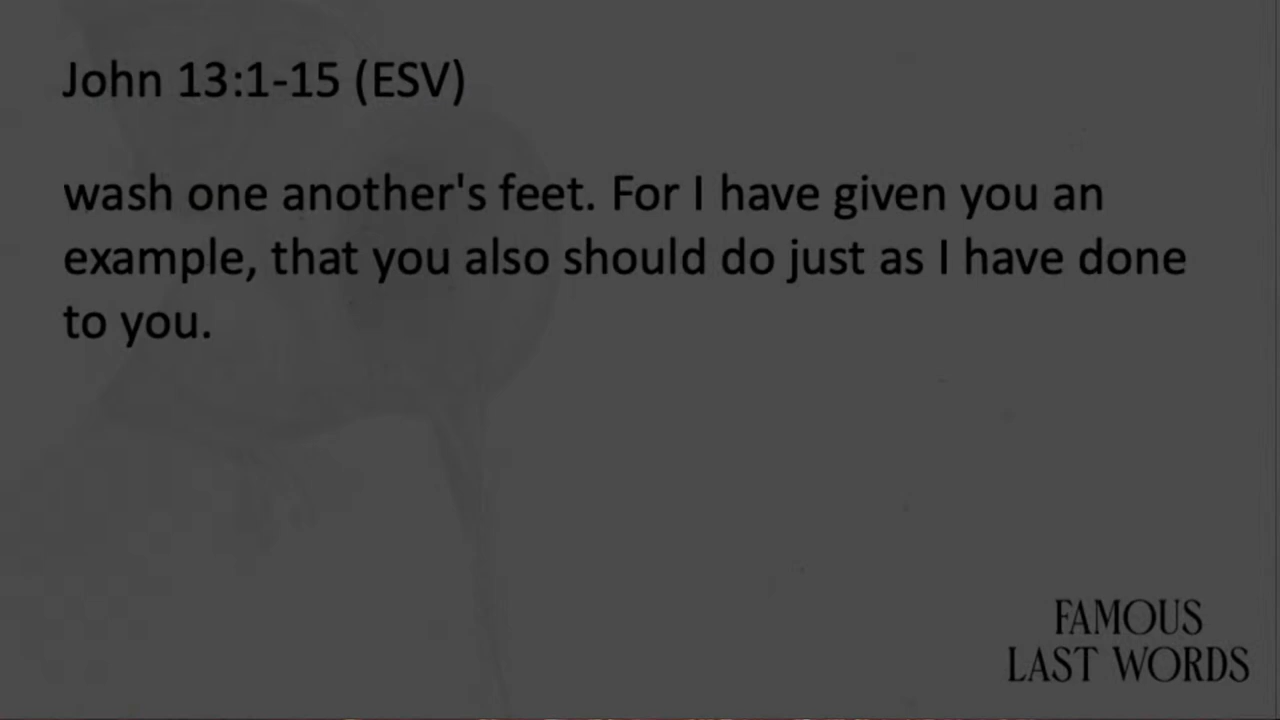 John 13:1-15 (ESV)
wash one another's feet. For I have given you an
example, that you also should do just as I have done
to you.
FAMOUS
LAST WORDS